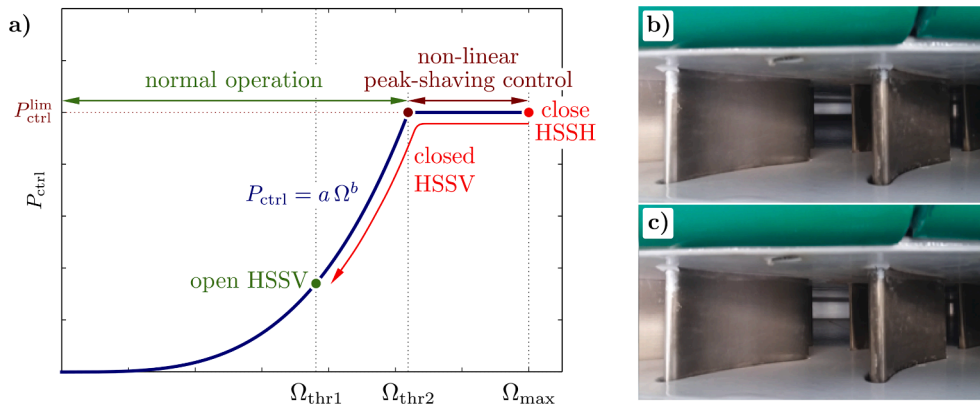 a)
normal operation
non-linear
peak-shaving control
P_ctrl^lim
close
HSSH
closed
HSSV
P_ctrl = a Ω^b
P_ctrl
open HSSV
Ω_thr1
Ω_thr2
Ω_max
b)
c)